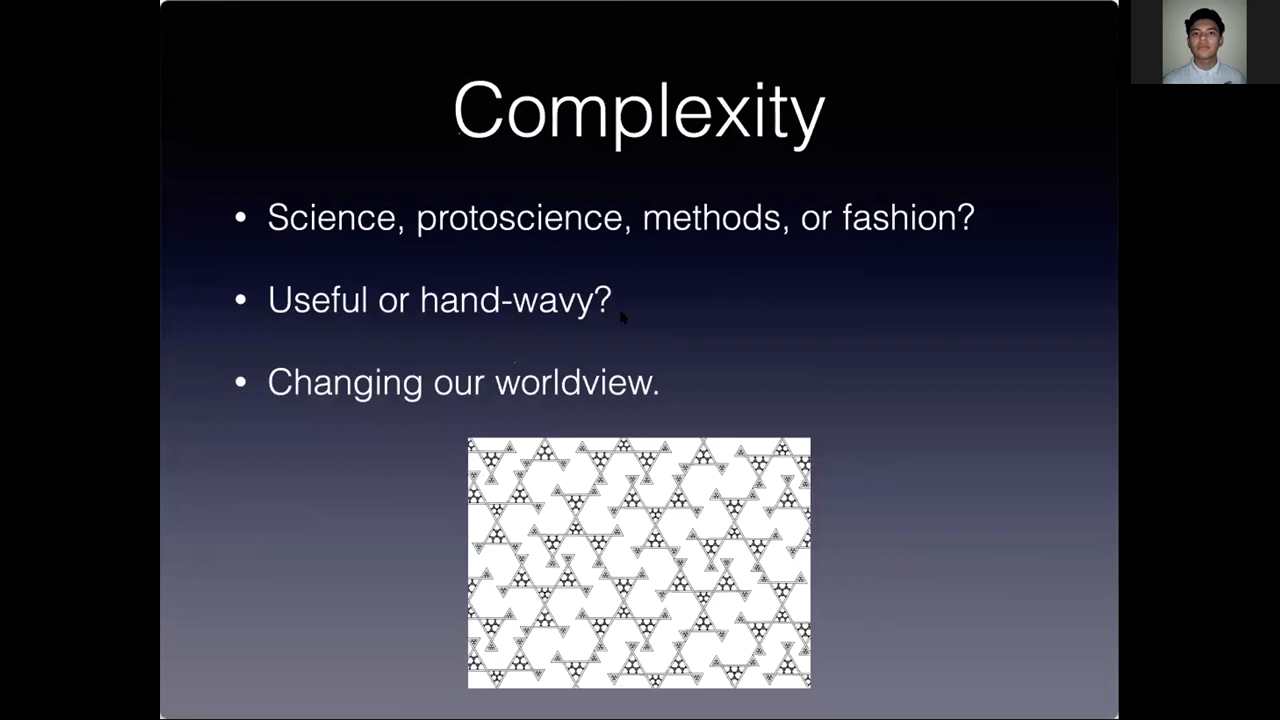 Complexity
• Science, protoscience, methods, or fashion?
• Useful or hand-wavy?
• Changing our worldview.